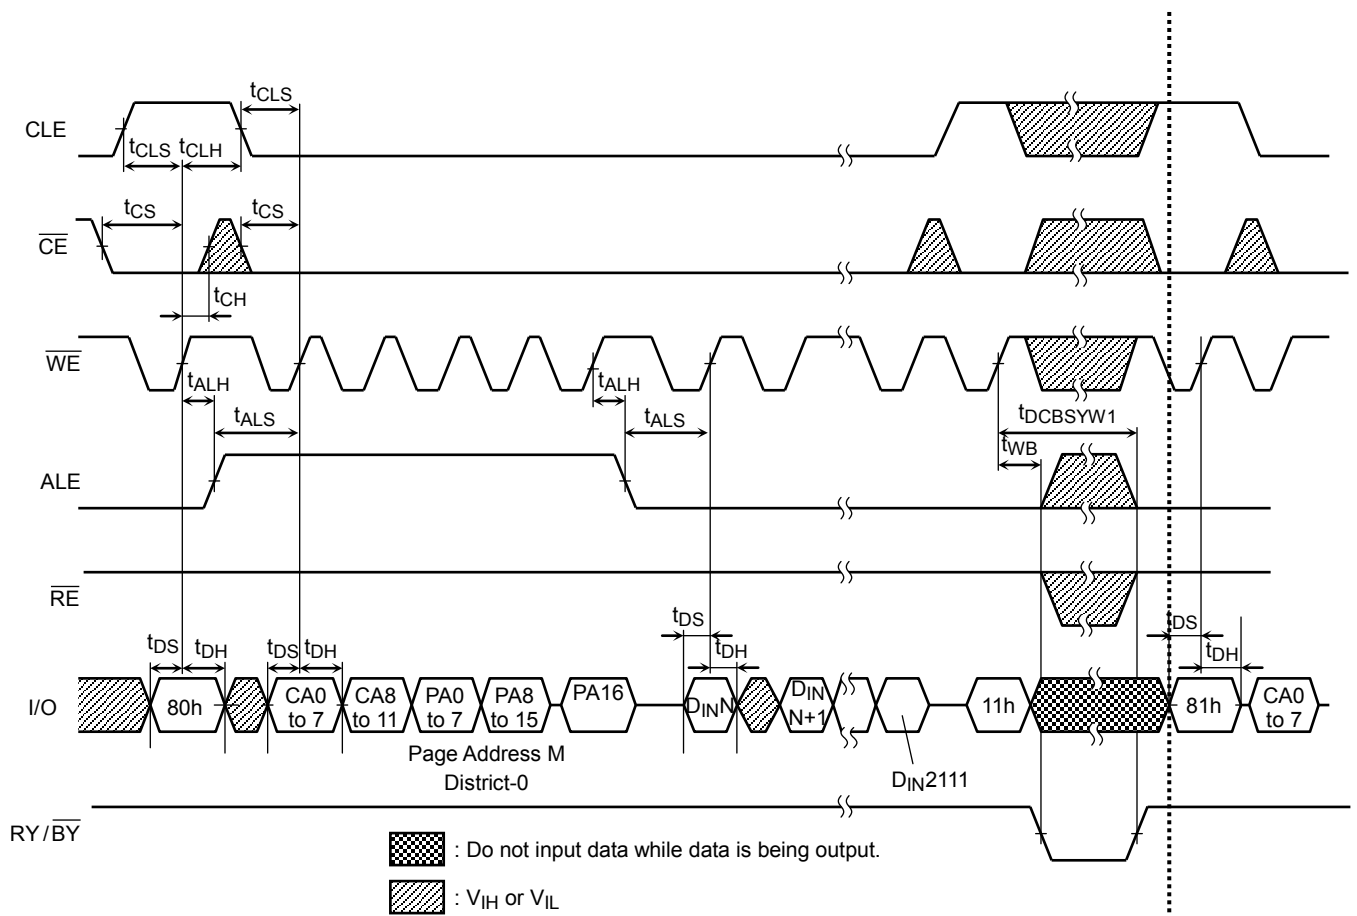 tCLS
CLE
tCLS
tCLH
tCS
tCS
CE
tCH
WE
tALH
tALH
tALS
tALS
tDCBSYW1
tWB
ALE
RE
tDS
tDH
tDS
tDH
tDS
tDH
tDS
tDH
I/O
80h
CA0
to 7
CA8
to 11
PA0
to 7
PA8
to 15
PA16
DINN
DIN
N+1
11h
81h
CA0
to 7
Page Address M
District-0
DIN2111
RY/BY
: Do not input data while data is being output.
: VIH or VIL